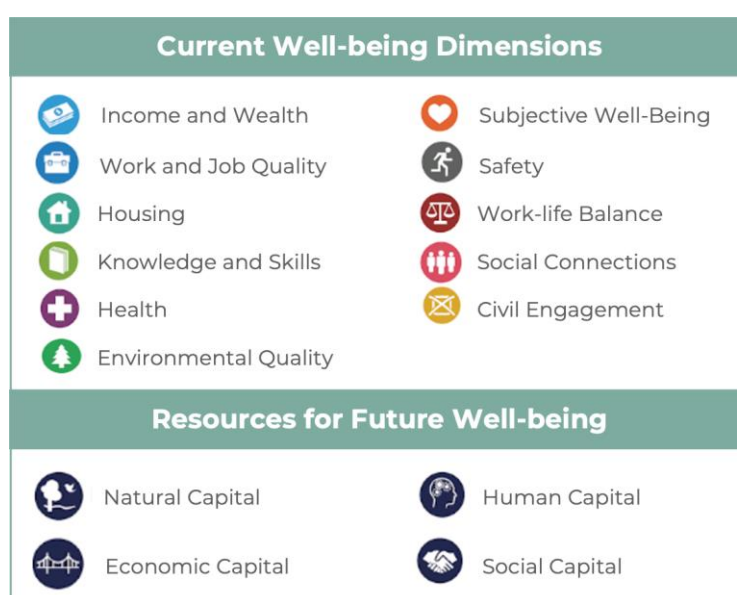 Current Well-being Dimensions
Income and Wealth
Work and Job Quality
Housing
Knowledge and Skills
Health
Environmental Quality
Subjective Well-Being
Safety
Work-life Balance
Social Connections
Civil Engagement
Resources for Future Well-being
Natural Capital
Economic Capital
Human Capital
Social Capital